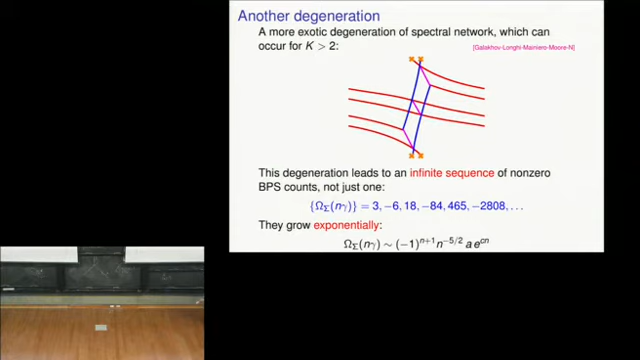 Another degeneration
A more exotic degeneration of spectral network, which can
occur for K > 2:
[Galakhov-Longhi-Mainiero-Moore-N]
This degeneration leads to an infinite sequence of nonzero
BPS counts, not just one:
{Ω_Σ(nγ)} = 3, −6, 18, −84, 465, −2808, . . .
They grow exponentially:
Ω_Σ(nγ) ∼ (−1)^{n+1} n^{−5/2} a e^{cn}